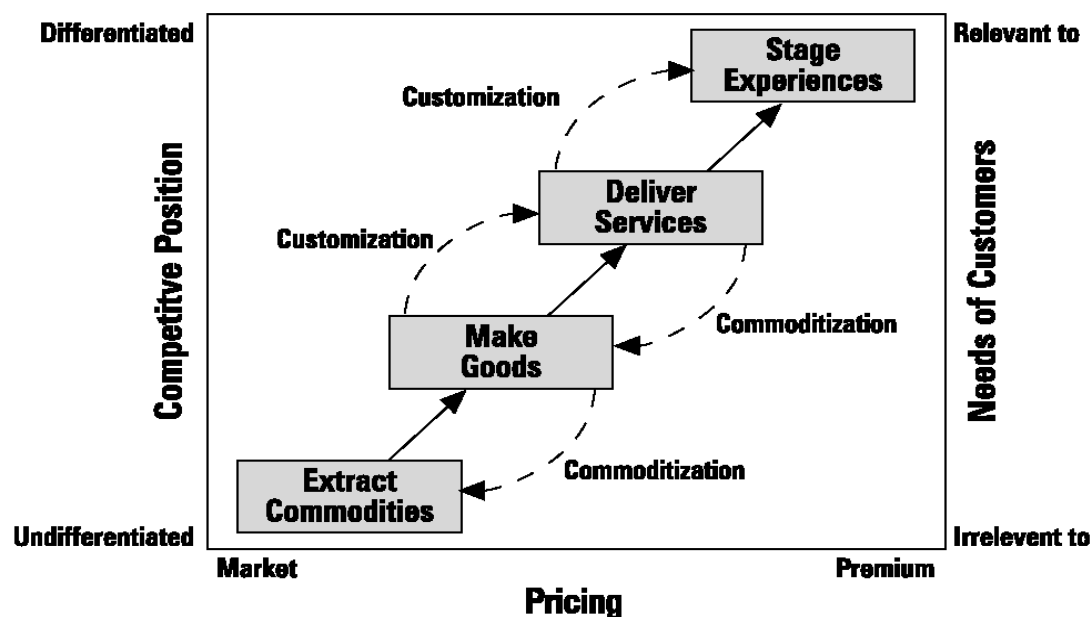 Differentiated
Relevant to
Stage
Experiences
Customization
Competitve Position
Needs of Customers
Deliver
Services
Customization
Commoditization
Make
Goods
Commoditization
Extract
Commodities
Undifferentiated
Irrelevent to
Market
Premium
Pricing